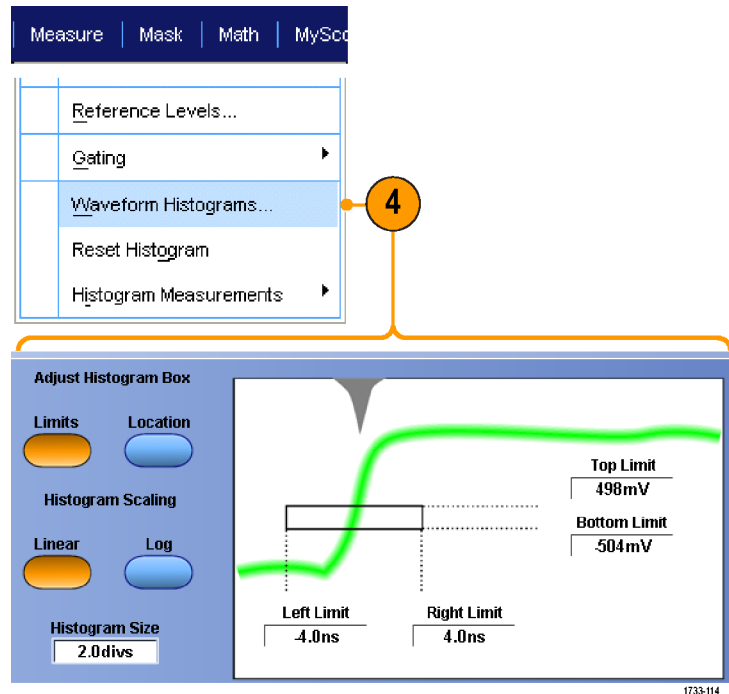 Measure | Mask | Math | MySco
Reference Levels...
Gating
Waveform Histograms...
4
Reset Histogram
Histogram Measurements
Adjust Histogram Box
Limits Location
Histogram Scaling
Linear Log
Histogram Size
2.0divs
Top Limit
498mV
Bottom Limit
-504mV
Left Limit Right Limit
-4.0ns 4.0ns
1733-114